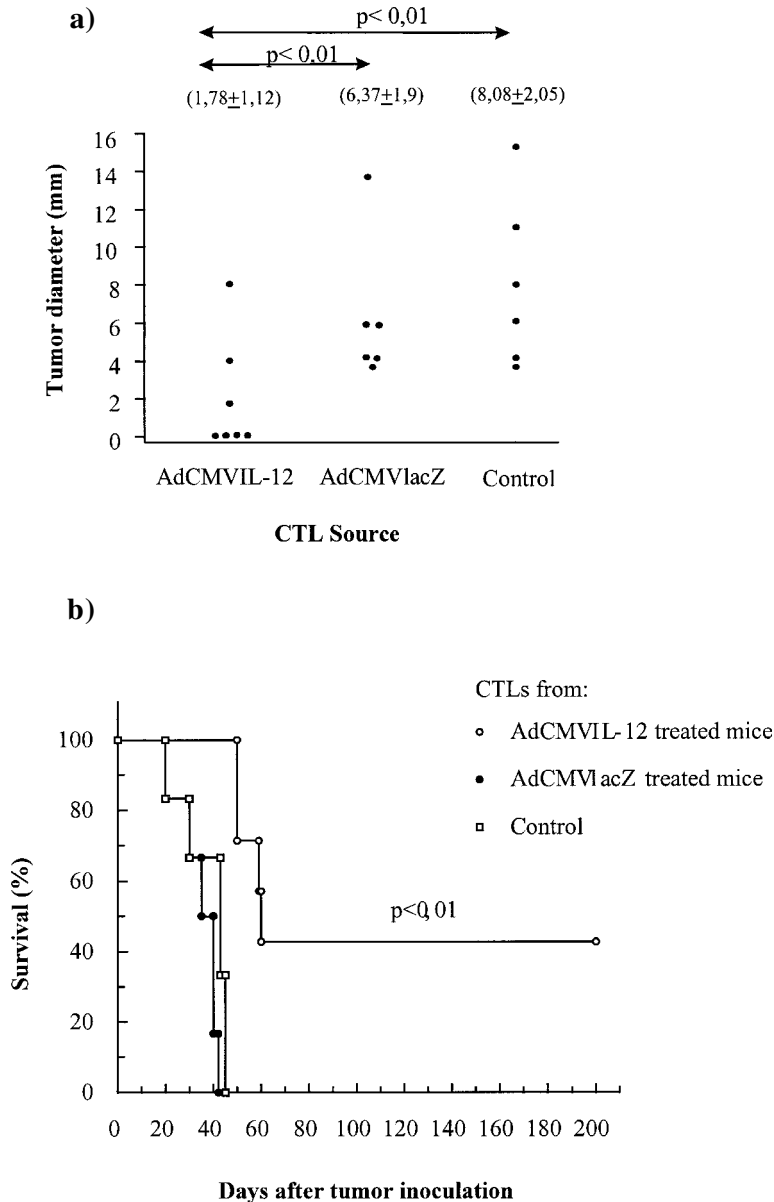 a)
p< 0,01
p< 0.01
(1,78±1,12) (6,37±1,9) (8,08±2,05)
16
14
12
10
8
6
4
2
0
Tumor diameter (mm)
AdCMVIL-12 AdCMVlacZ Control
CTL Source
b)
CTLs from:
AdCMVIL-12 treated mice
AdCMVlacZ treated mice
Control
100
80
60
40
20
0
Survival (%)
p<0,01
0 20 40 60 80 100 120 140 160 180 200
Days after tumor inoculation